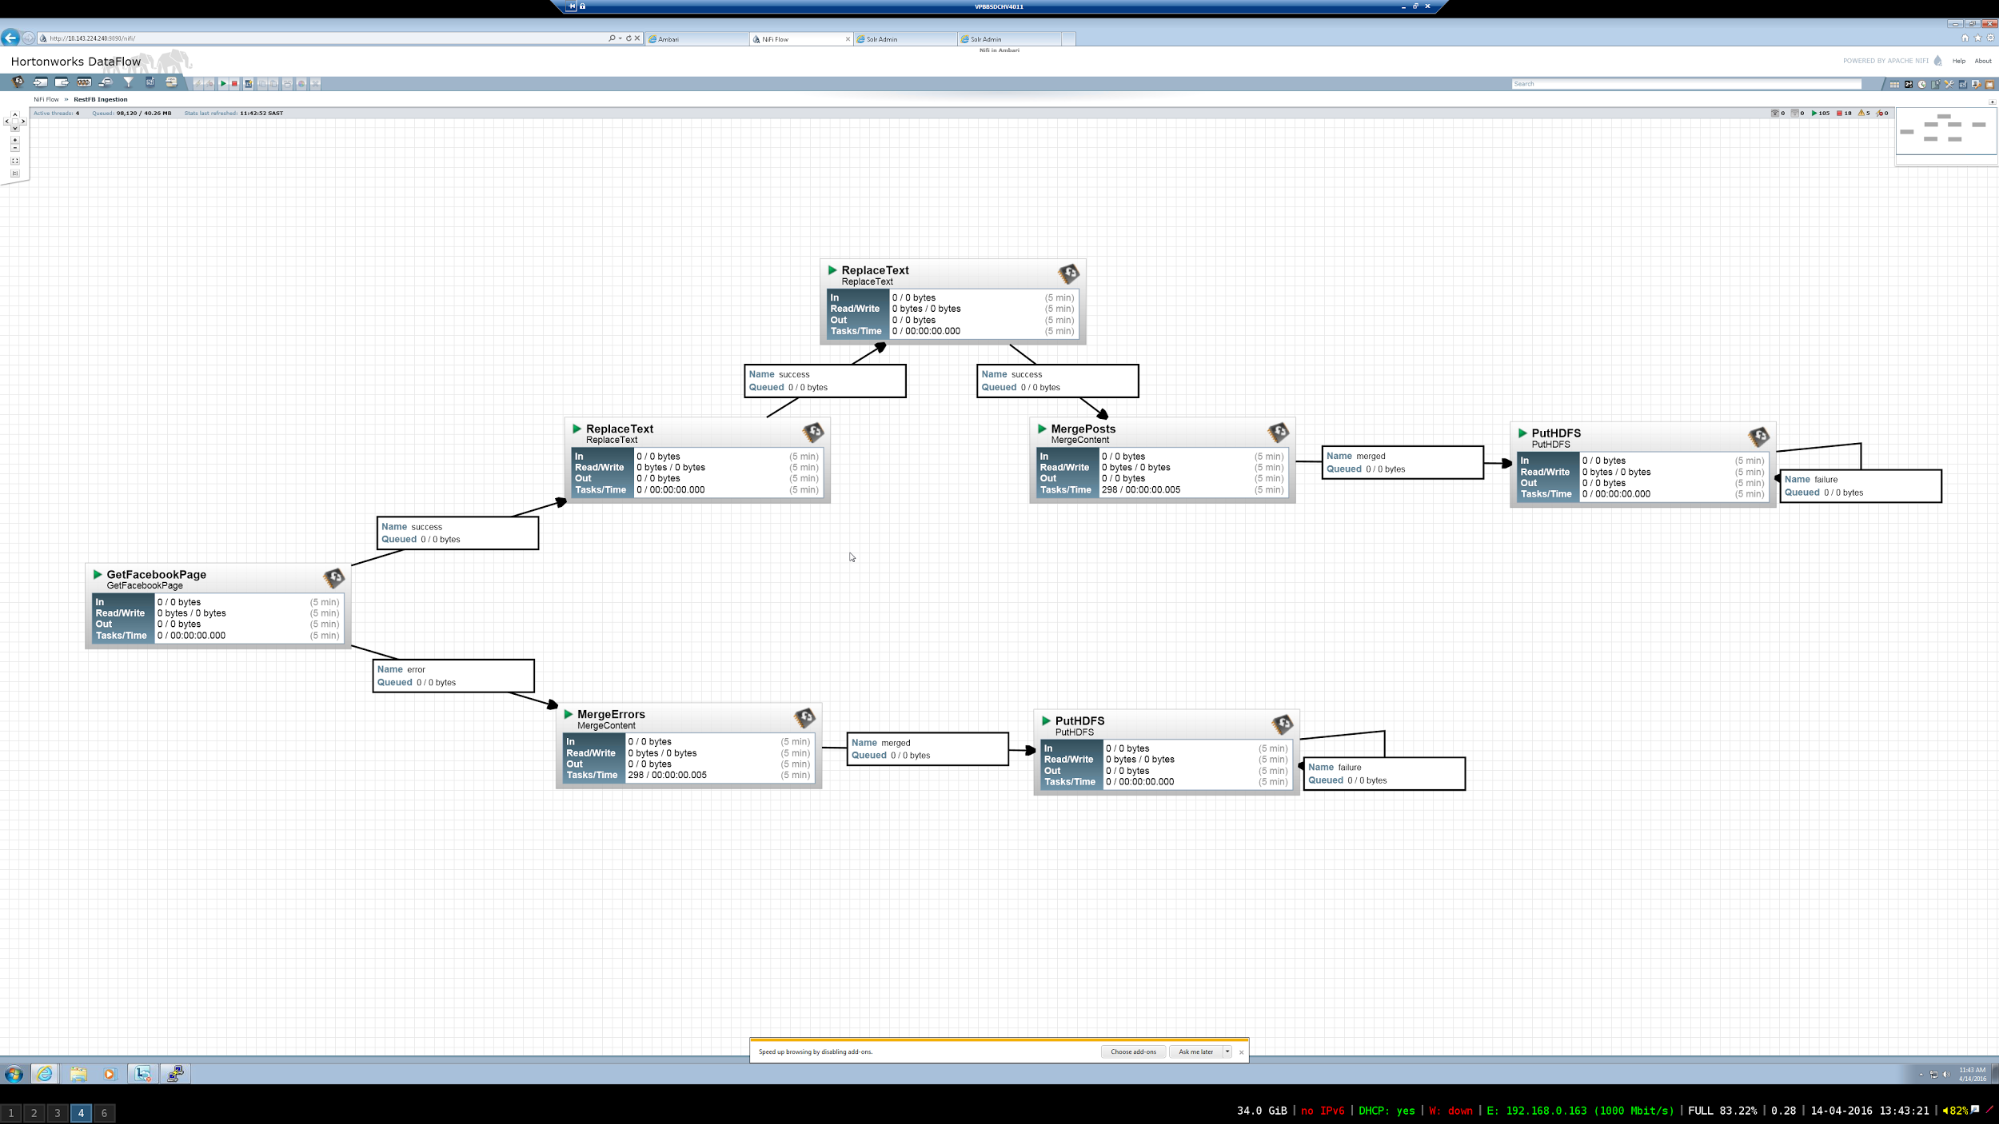 VPBBSDCHV4011
http://10.143.224.240:9090/nifi/
Ambari
NiFi Flow
Solr Admin
Solr Admin
Nifi in Ambari
Hortonworks DataFlow
POWERED BY APACHE NIFI
Help
About
Search
NiFi Flow » RestFB Ingestion
Active threads: 4 Queued: 98,120 / 40.26 MB Stats last refreshed: 11:43:52 SAST
0 0 105 18 5 0
ReplaceText
ReplaceText
In 0 / 0 bytes (5 min)
Read/Write 0 bytes / 0 bytes (5 min)
Out 0 / 0 bytes (5 min)
Tasks/Time 0 / 00:00:00.000 (5 min)
Name success
Queued 0 / 0 bytes
Name success
Queued 0 / 0 bytes
ReplaceText
ReplaceText
In 0 / 0 bytes (5 min)
Read/Write 0 bytes / 0 bytes (5 min)
Out 0 / 0 bytes (5 min)
Tasks/Time 0 / 00:00:00.000 (5 min)
MergePosts
MergeContent
In 0 / 0 bytes (5 min)
Read/Write 0 bytes / 0 bytes (5 min)
Out 0 / 0 bytes (5 min)
Tasks/Time 298 / 00:00:00.005 (5 min)
Name merged
Queued 0 / 0 bytes
PutHDFS
PutHDFS
In 0 / 0 bytes (5 min)
Read/Write 0 bytes / 0 bytes (5 min)
Out 0 / 0 bytes (5 min)
Tasks/Time 0 / 00:00:00.000 (5 min)
Name failure
Queued 0 / 0 bytes
Name success
Queued 0 / 0 bytes
GetFacebookPage
GetFacebookPage
In 0 / 0 bytes (5 min)
Read/Write 0 bytes / 0 bytes (5 min)
Out 0 / 0 bytes (5 min)
Tasks/Time 0 / 00:00:00.000 (5 min)
Name error
Queued 0 / 0 bytes
MergeErrors
MergeContent
In 0 / 0 bytes (5 min)
Read/Write 0 bytes / 0 bytes (5 min)
Out 0 / 0 bytes (5 min)
Tasks/Time 298 / 00:00:00.005 (5 min)
Name merged
Queued 0 / 0 bytes
PutHDFS
PutHDFS
In 0 / 0 bytes (5 min)
Read/Write 0 bytes / 0 bytes (5 min)
Out 0 / 0 bytes (5 min)
Tasks/Time 0 / 00:00:00.000 (5 min)
Name failure
Queued 0 / 0 bytes
Speed up browsing by disabling add-ons.
Choose add-ons
Ask me later
11:43 AM
4/14/2016
1 2 3 4 6
34.0 GiB | no IPv6 | DHCP: yes | W: down | E: 192.168.0.163 (1000 Mbit/s) | FULL 83.22% | 0.28 | 14-04-2016 13:43:21 | 82%